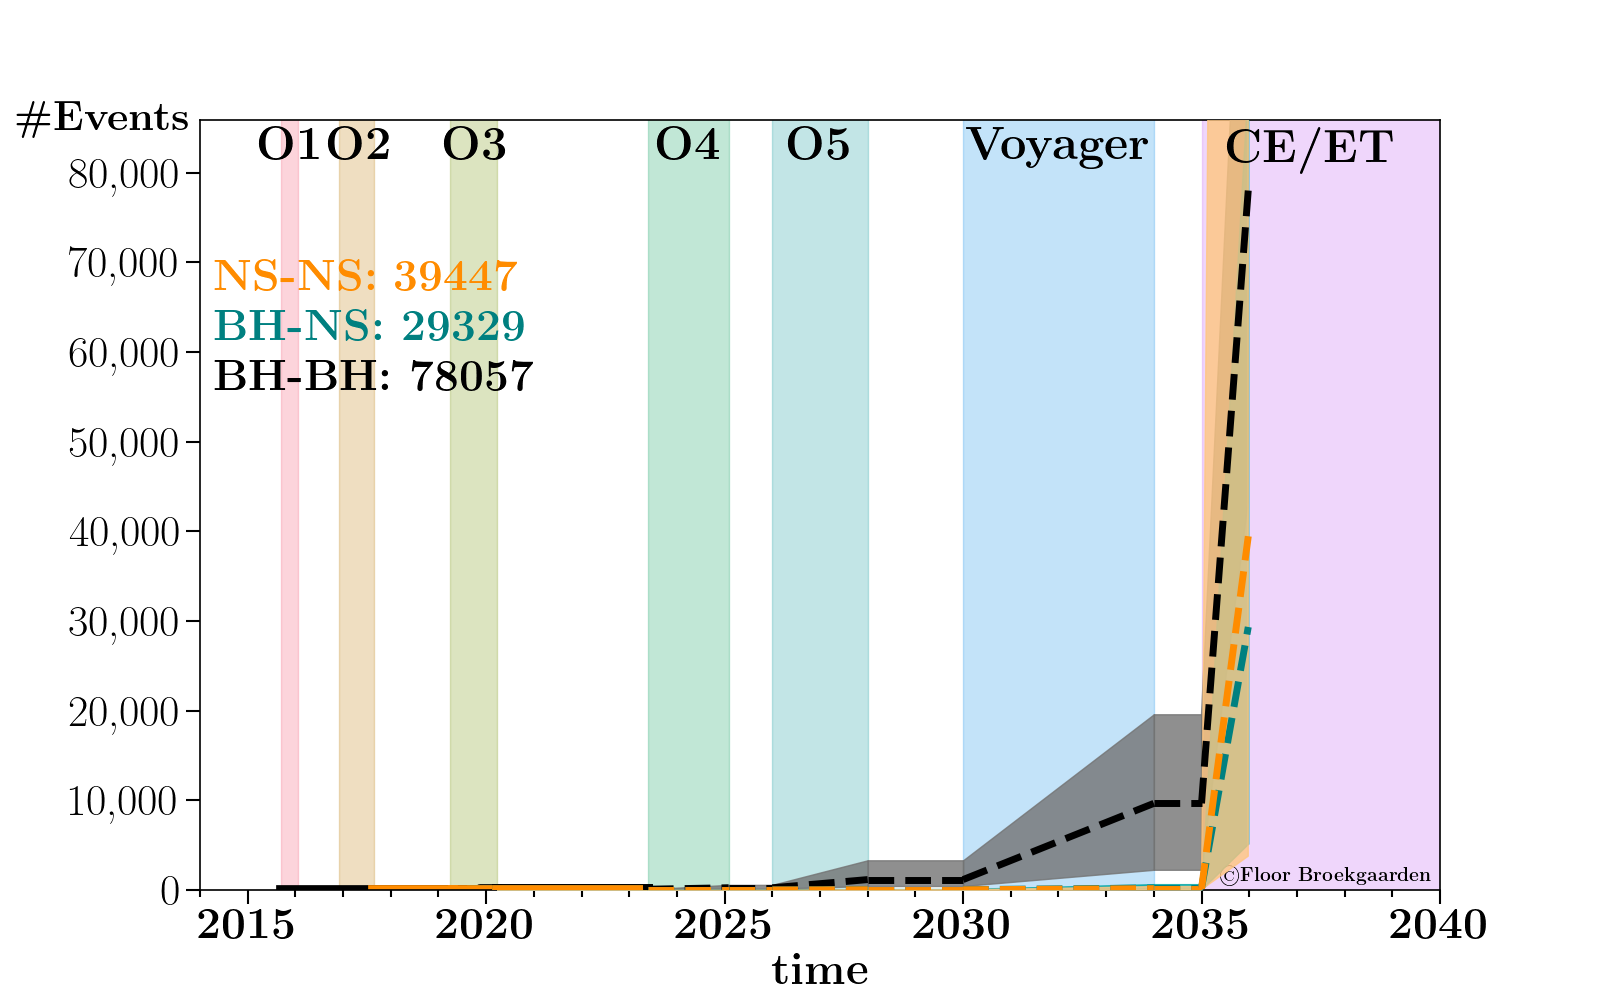 #Events
O1 O2 O3 O4 O5 Voyager CE/ET
80,000
70,000
NS-NS: 39447
BH-NS: 29329
60,000
BH-BH: 78057
50,000
40,000
30,000
20,000
10,000
©Floor Broekgaarden
0
2015 2020 2025 2030 2035 2040
time